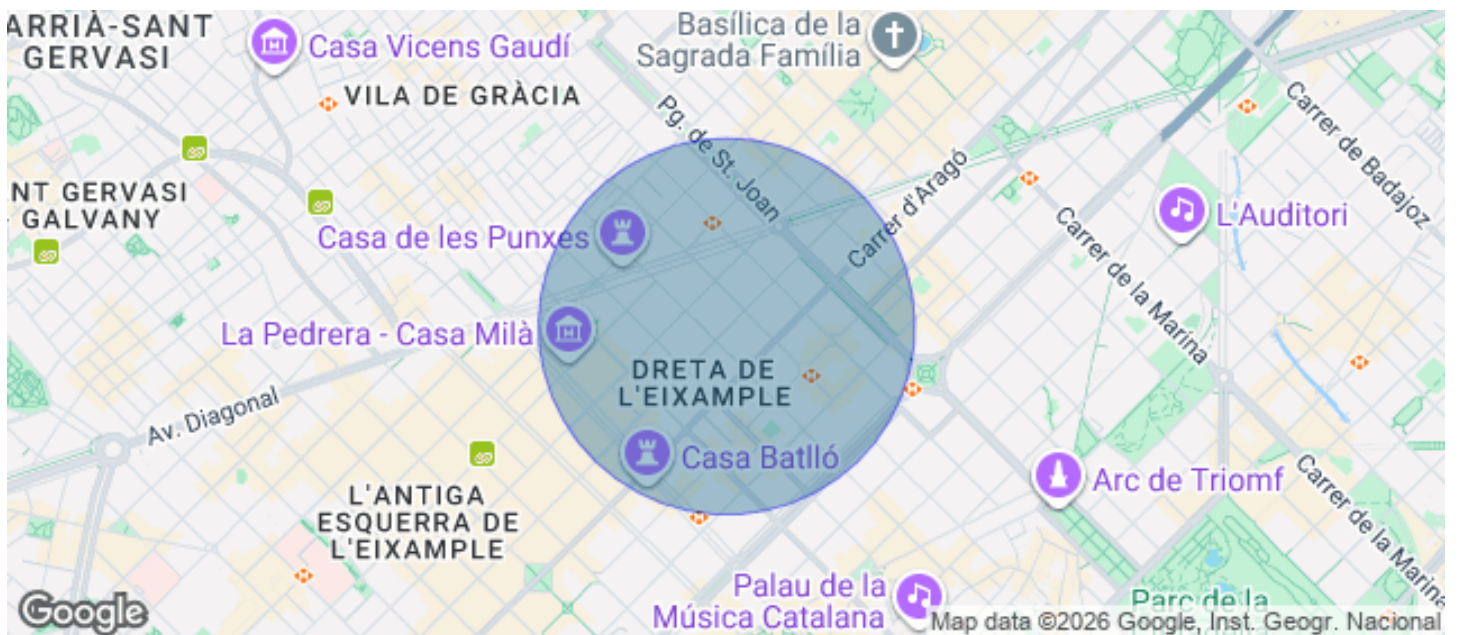 ARRIÀ-SANT
GERVASI
Casa Vicens Gaudí
Basílica de la
Sagrada Família
VILA DE GRÀCIA
Pg. de St. Joan
Carrer de Badajoz
NT GERVASI
GALVANY
Casa de les Punxes
Carrer d'Aragó
L'Auditori
Carrer de la Marina
La Pedrera - Casa Milà
DRETA DE
L'EIXAMPLE
Av. Diagonal
Casa Batlló
Arc de Triomf
L'ANTIGA
ESQUERRA DE
L'EIXAMPLE
Carrer de la Marina
Palau de la
Música Catalana
Parc de la
Google
Map data ©2026 Google, Inst. Geogr. Nacional